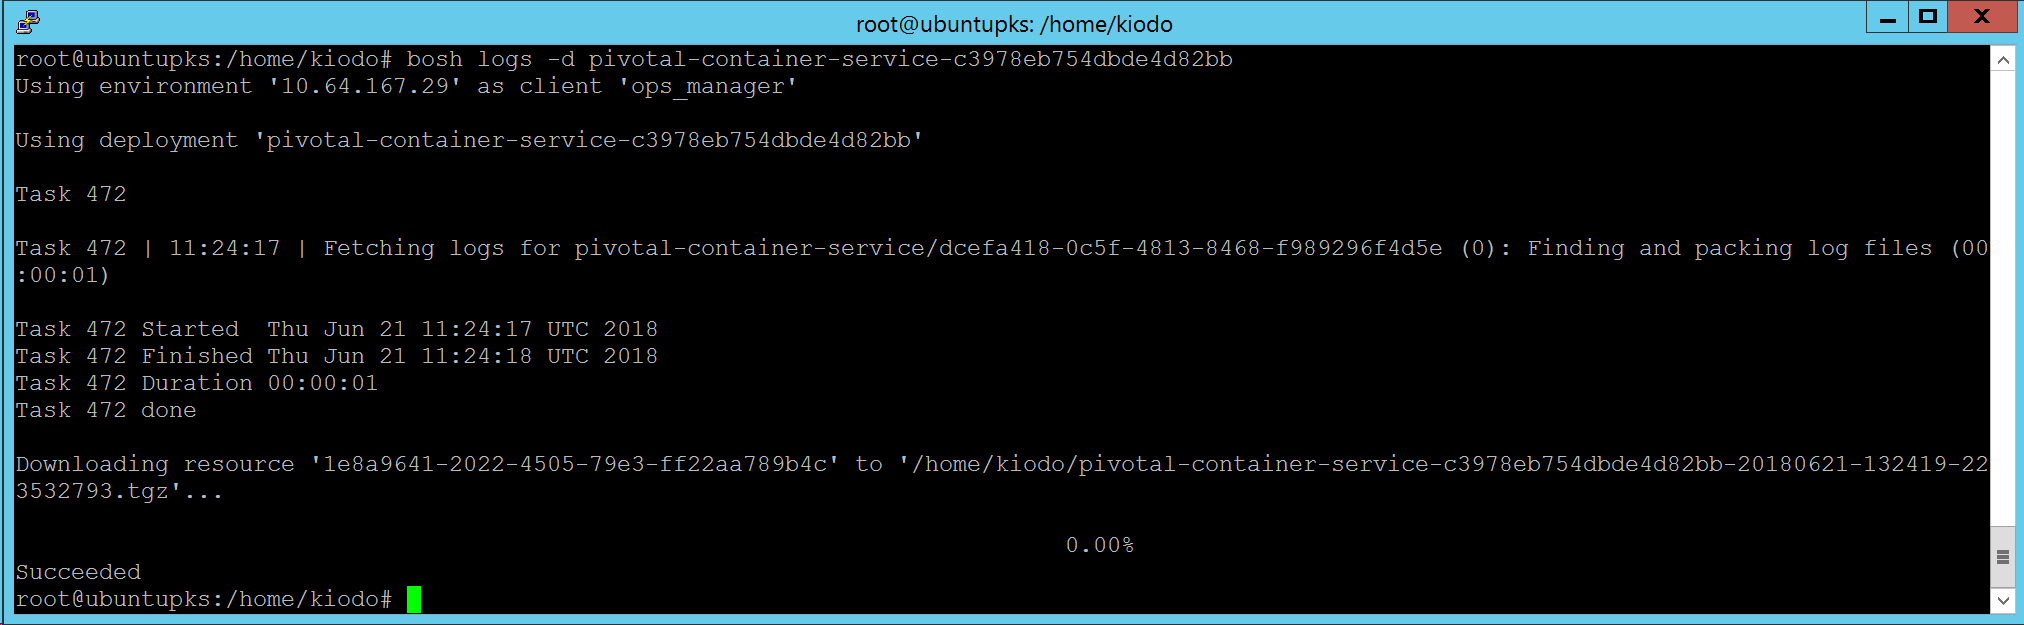 root@ubuntupks: /home/kiodo
root@ubuntupks:/home/kiodo# bosh logs -d pivotal-container-service-c3978eb754dbde4d82bb
Using environment '10.64.167.29' as client 'ops_manager'
Using deployment 'pivotal-container-service-c3978eb754dbde4d82bb'
Task 472
Task 472 | 11:24:17 | Fetching logs for pivotal-container-service/dcefa418-0c5f-4813-8468-f989296f4d5e (0): Finding and packing log files (00
:00:01)
Task 472 Started  Thu Jun 21 11:24:17 UTC 2018
Task 472 Finished Thu Jun 21 11:24:18 UTC 2018
Task 472 Duration 00:00:01
Task 472 done
Downloading resource '1e8a9641-2022-4505-79e3-ff22aa789b4c' to '/home/kiodo/pivotal-container-service-c3978eb754dbde4d82bb-20180621-132419-22
3532793.tgz'...
0.00%
Succeeded
root@ubuntupks:/home/kiodo#